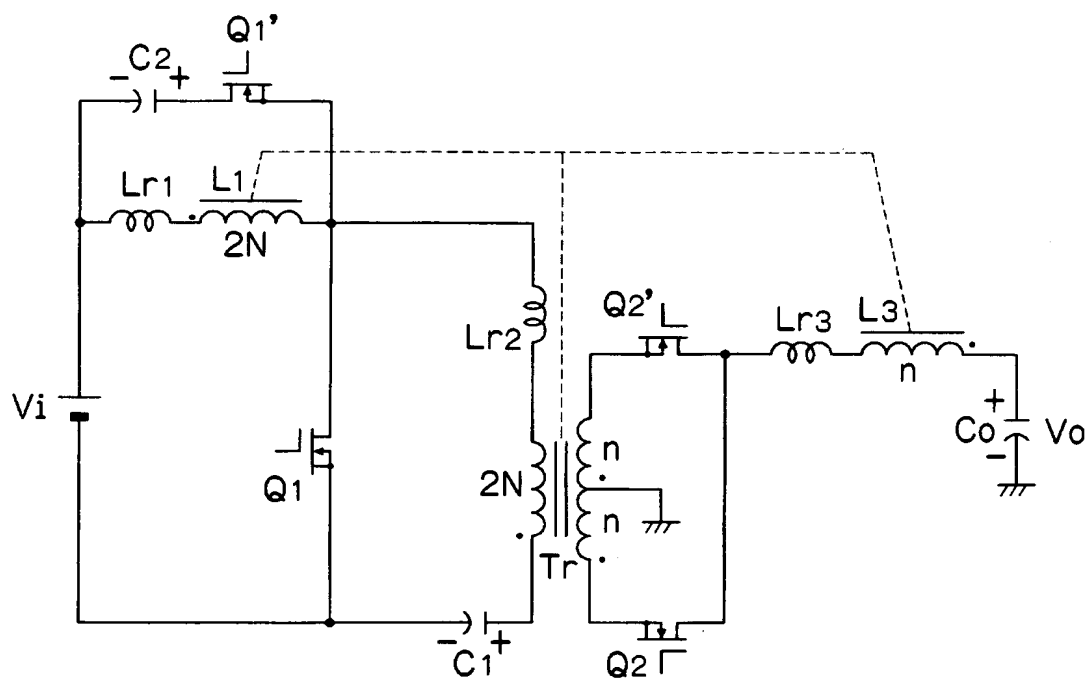 Q1'
- C2 +
Lr1
L1
2N
Lr2
Q2'
Lr3
L3
n
Vi
+
Co
-
Vo
Q1
2N
n
n
Tr
- C1 +
Q2